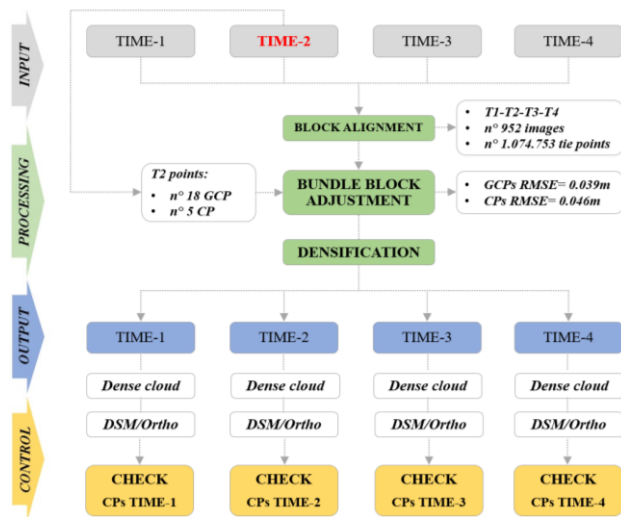 INPUT
TIME-1
TIME-2
TIME-3
TIME-4
BLOCK ALIGNMENT
• T1-T2-T3-T4
• n° 952 images
• n° 1.074.753 tie points
PROCESSING
T2 points:
• n° 18 GCP
• n° 5 CP
BUNDLE BLOCK
ADJUSTMENT
• GCPs RMSE= 0.039m
• CPs RMSE= 0.046m
DENSIFICATION
OUTPUT
TIME-1
TIME-2
TIME-3
TIME-4
Dense cloud
Dense cloud
Dense cloud
Dense cloud
DSM/Ortho
DSM/Ortho
DSM/Ortho
DSM/Ortho
CONTROL
CHECK
CPs TIME-1
CHECK
CPs TIME-2
CHECK
CPs TIME-3
CHECK
CPs TIME-4